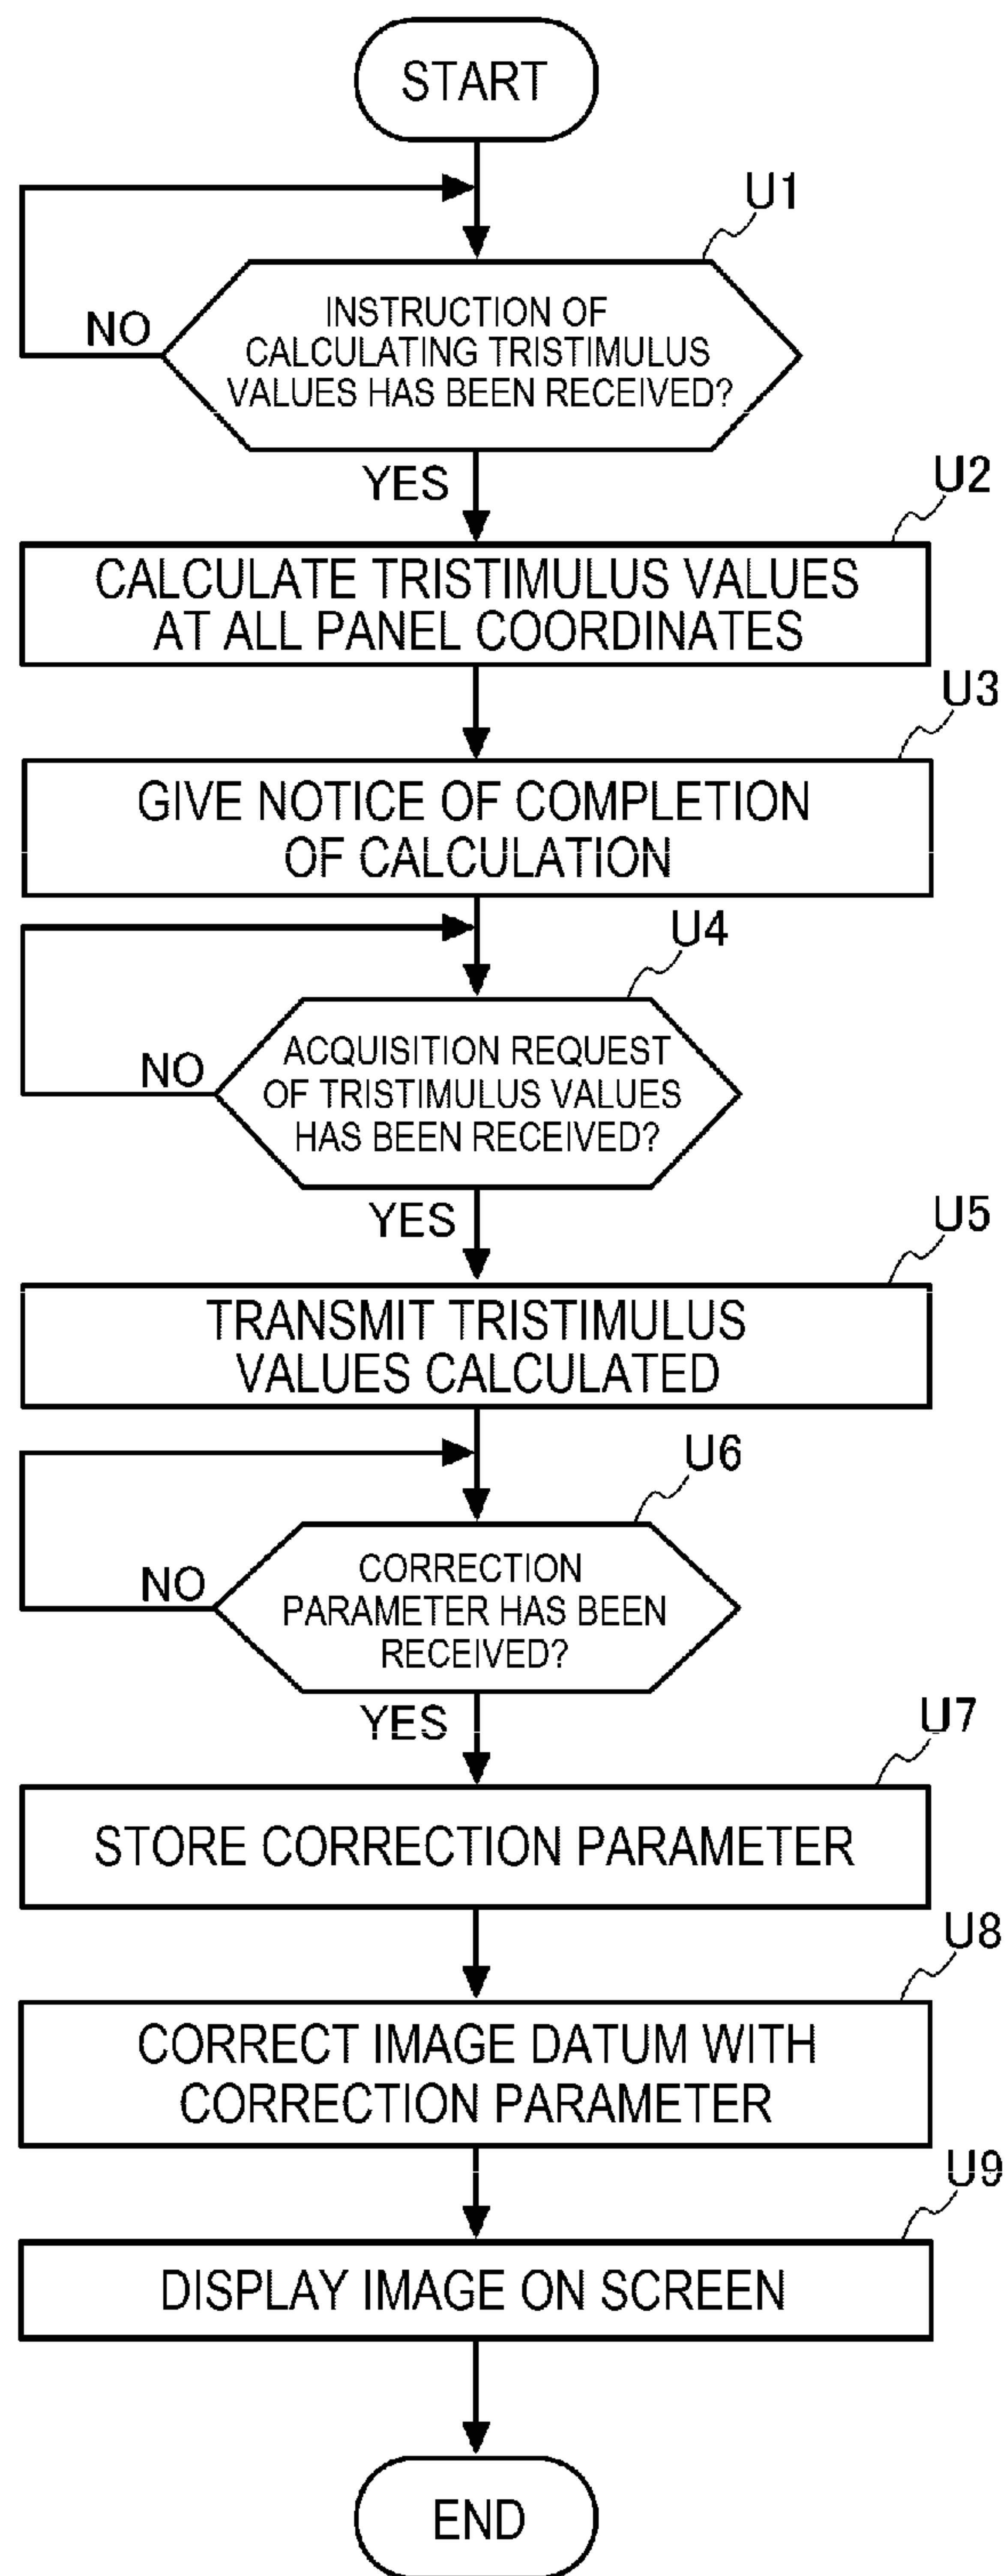 START
U1
INSTRUCTION OF
CALCULATING TRISTIMULUS
VALUES HAS BEEN RECEIVED?
NO
YES
U2
CALCULATE TRISTIMULUS VALUES
AT ALL PANEL COORDINATES
U3
GIVE NOTICE OF COMPLETION
OF CALCULATION
U4
ACQUISITION REQUEST
OF TRISTIMULUS VALUES
HAS BEEN RECEIVED?
NO
YES
U5
TRANSMIT TRISTIMULUS
VALUES CALCULATED
U6
CORRECTION
PARAMETER HAS BEEN
RECEIVED?
NO
YES
U7
STORE CORRECTION PARAMETER
U8
CORRECT IMAGE DATUM WITH
CORRECTION PARAMETER
U9
DISPLAY IMAGE ON SCREEN
END